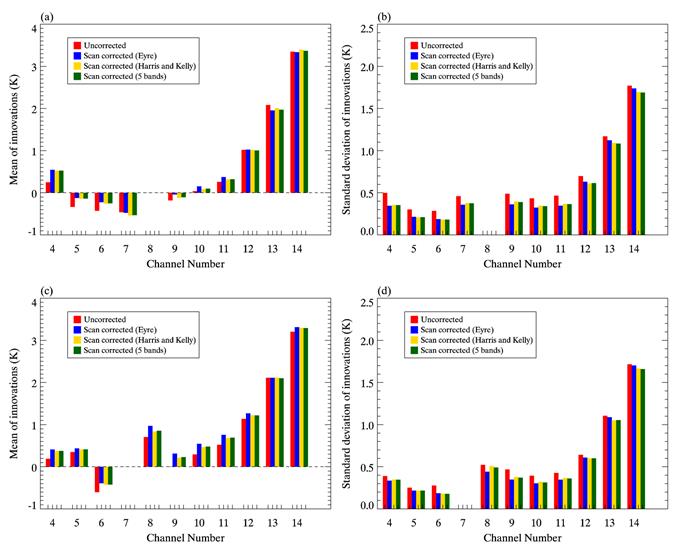 (a)
Mean of innovations (K)
4
3
2
1
0
-1
Uncorrected
Scan corrected (Eyre)
Scan corrected (Harris and Kelly)
Scan corrected (5 bands)
4 5 6 7 8 9 10 11 12 13 14
Channel Number
(b)
Standard deviation of innovations (K)
2.5
2.0
1.5
1.0
0.5
0.0
Uncorrected
Scan corrected (Eyre)
Scan corrected (Harris and Kelly)
Scan corrected (5 bands)
4 5 6 7 8 9 10 11 12 13 14
Channel Number
(c)
Mean of innovations (K)
4
3
2
1
0
-1
Uncorrected
Scan corrected (Eyre)
Scan corrected (Harris and Kelly)
Scan corrected (5 bands)
4 5 6 7 8 9 10 11 12 13 14
Channel Number
(d)
Standard deviation of innovations (K)
2.5
2.0
1.5
1.0
0.5
0.0
Uncorrected
Scan corrected (Eyre)
Scan corrected (Harris and Kelly)
Scan corrected (5 bands)
4 5 6 7 8 9 10 11 12 13 14
Channel Number